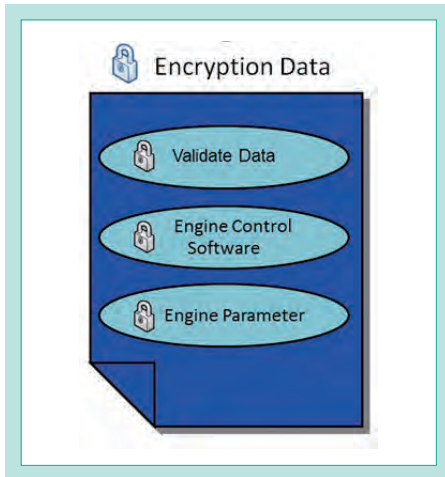 Encryption Data
Validate Data
Engine Control
Software
Engine Parameter